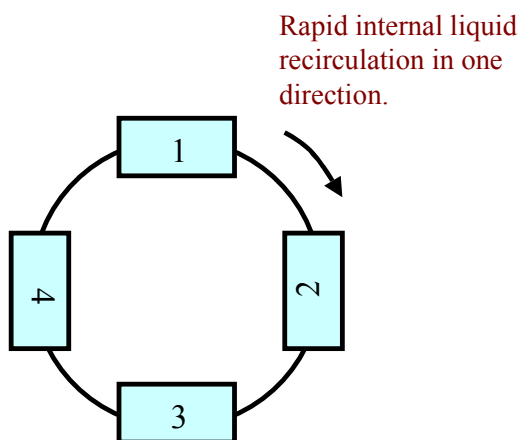 Rapid internal liquid
recirculation in one
direction.
1
2
3
4